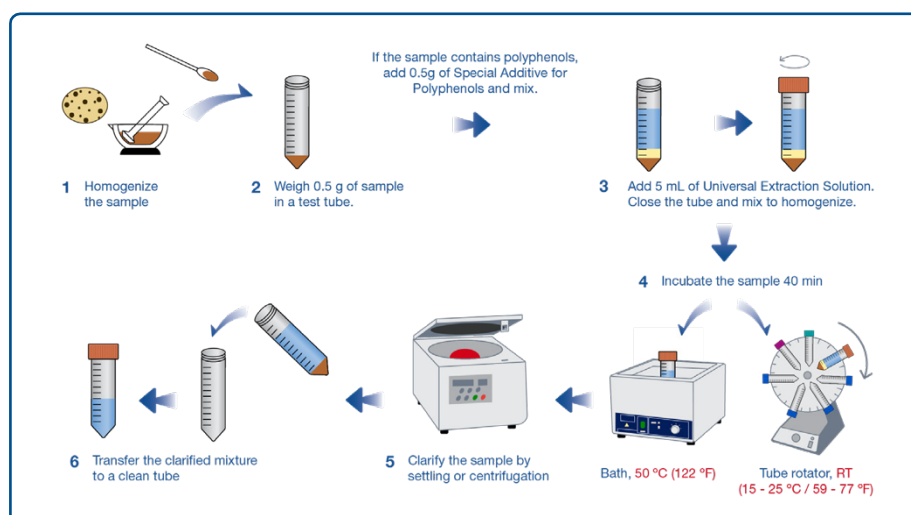 If the sample contains polyphenols,
add 0.5g of Special Additive for
Polyphenols and mix.
1 Homogenize
the sample
2 Weigh 0.5 g of sample
in a test tube.
3 Add 5 mL of Universal Extraction Solution.
Close the tube and mix to homogenize.
4 Incubate the sample 40 min
Bath, 50 ºC (122 ºF)
Tube rotator, RT
(15 - 25 ºC / 59 - 77 ºF)
5 Clarify the sample by
settling or centrifugation
6 Transfer the clarified mixture
to a clean tube